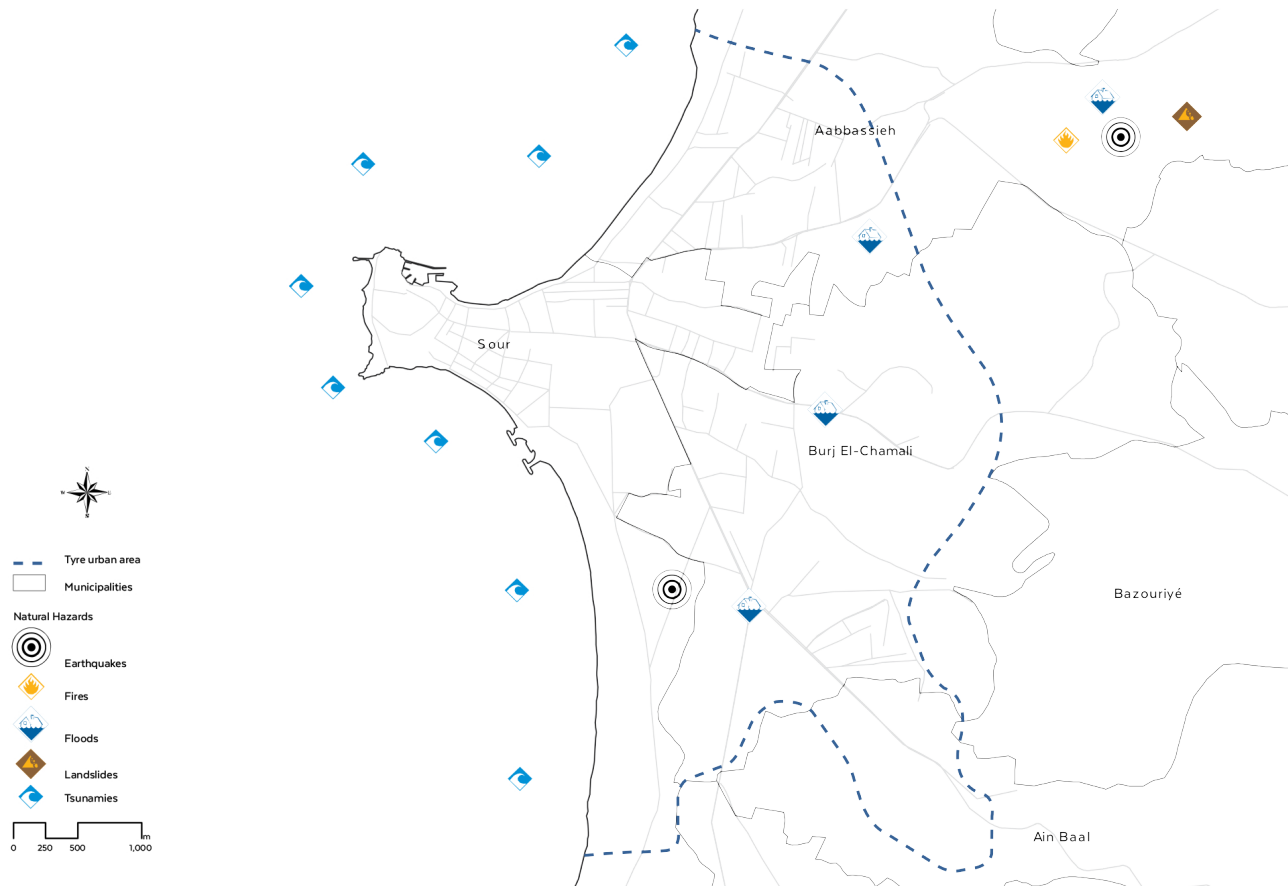 Aabbassieh
Sour
Burj El-Chamali
Bazouriyé
Ain Baal
N
W
S
Tyre urban area
Municipalities
Natural Hazards
Earthquakes
Fires
Floods
Landslides
Tsunamies
m
0 250 500 1,000